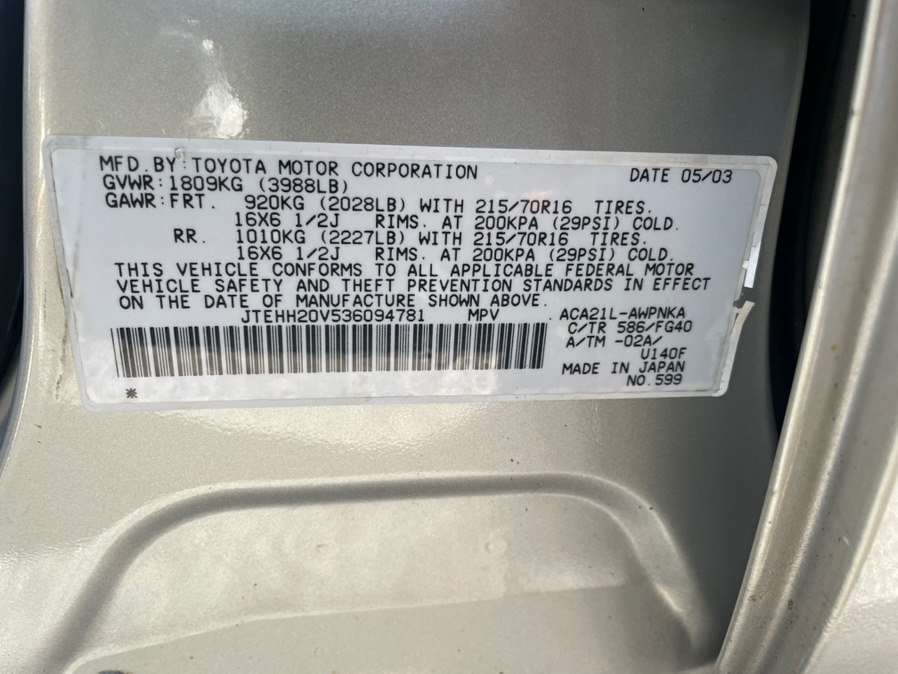 MFD.BY:TOYOTA MOTOR CORPORATION DATE 05/03
GVWR:1809KG (3988LB)
GAWR:FRT. 920KG (2028LB) WITH 215/70R16 TIRES.
16X6 1/2J RIMS. AT 200KPA (29PSI) COLD.
RR. 1010KG (2227LB) WITH 215/70R16 TIRES.
16X6 1/2J RIMS. AT 200KPA (29PSI) COLD.
THIS VEHICLE CONFORMS TO ALL APPLICABLE FEDERAL MOTOR
VEHICLE SAFETY AND THEFT PREVENTION STANDARDS IN EFFECT
ON THE DATE OF MANUFACTURE SHOWN ABOVE.
JTEHH20V536094781 MPV ACA21L-AWPNKA
C/TR 586/FG40
A/TM -02A/
U140F
MADE IN JAPAN
NO.599